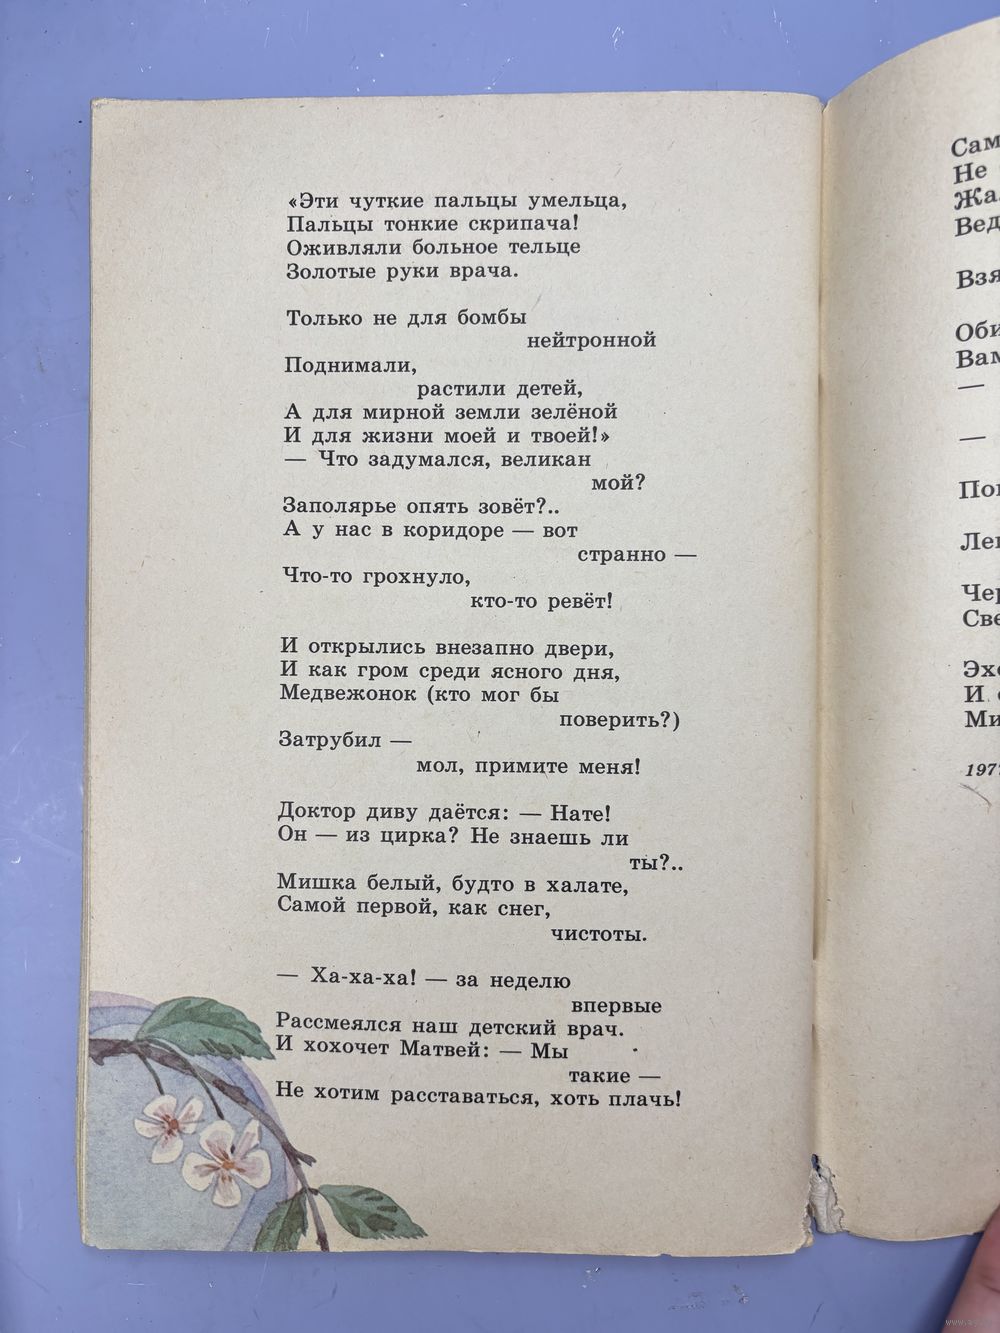 «Эти чуткие пальцы умельца,
Пальцы тонкие скрипача!
Оживляли больное тельце
Золотые руки врача.
Только не для бомбы
нейтронной
Поднимали,
растили детей,
А для мирной земли зелёной
И для жизни моей и твоей!»
— Что задумался, великан
мой?
Заполярье опять зовёт?..
А у нас в коридоре — вот
странно —
Что-то грохнуло,
кто-то ревёт!
И открылись внезапно двери,
И как гром среди ясного дня,
Медвежонок (кто мог бы
поверить?)
Затрубил —
мол, примите меня!
Доктор диву даётся: — Нате!
Он — из цирка? Не знаешь ли
ты?..
Мишка белый, будто в халате,
Самой первой, как снег,
чистоты.
— Ха-ха-ха! — за неделю
впервые
Рассмеялся наш детский врач.
И хохочет Матвей: — Мы
такие —
Не хотим расставаться, хоть плачь!
Не
—
—
И